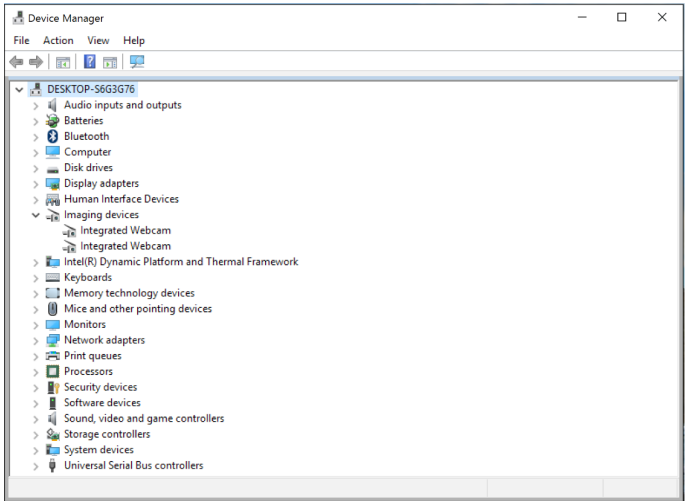 Device Manager
File Action View Help
DESKTOP-S6G3G76
Audio inputs and outputs
Batteries
Bluetooth
Computer
Disk drives
Display adapters
Human Interface Devices
Imaging devices
Integrated Webcam
Integrated Webcam
Intel(R) Dynamic Platform and Thermal Framework
Keyboards
Memory technology devices
Mice and other pointing devices
Monitors
Network adapters
Print queues
Processors
Security devices
Software devices
Sound, video and game controllers
Storage controllers
System devices
Universal Serial Bus controllers